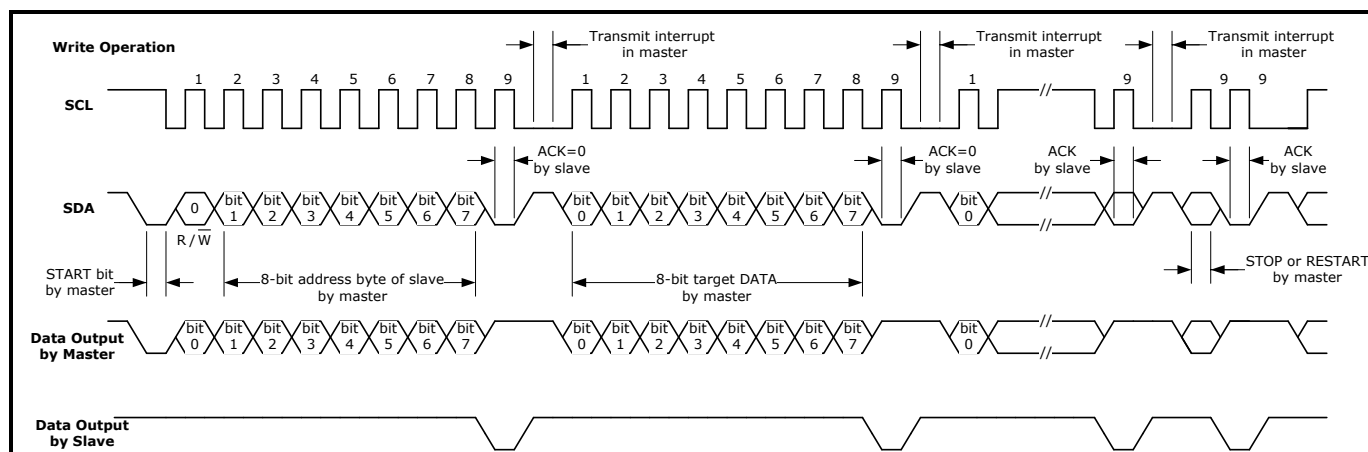 Write Operation
Transmit interrupt
in master
Transmit interrupt
in master
Transmit interrupt
in master
SCL
1 2 3 4 5 6 7 8 9 1 2 3 4 5 6 7 8 9 1 // 9 9 9
ACK=0
by slave
ACK=0
by slave
ACK
by slave
ACK
by slave
SDA
0 bit 1 bit 2 bit 3 bit 4 bit 5 bit 6 bit 7 bit 0 bit 1 bit 2 bit 3 bit 4 bit 5 bit 6 bit 7 bit 0 //
R/W
START bit
by master
8-bit address byte of slave
by master
8-bit target DATA
by master
STOP or RESTART
by master
Data Output
by Master
bit 0 bit 1 bit 2 bit 3 bit 4 bit 5 bit 6 bit 7 bit 0 bit 1 bit 2 bit 3 bit 4 bit 5 bit 6 bit 7 bit 0 //
Data Output
by Slave
//